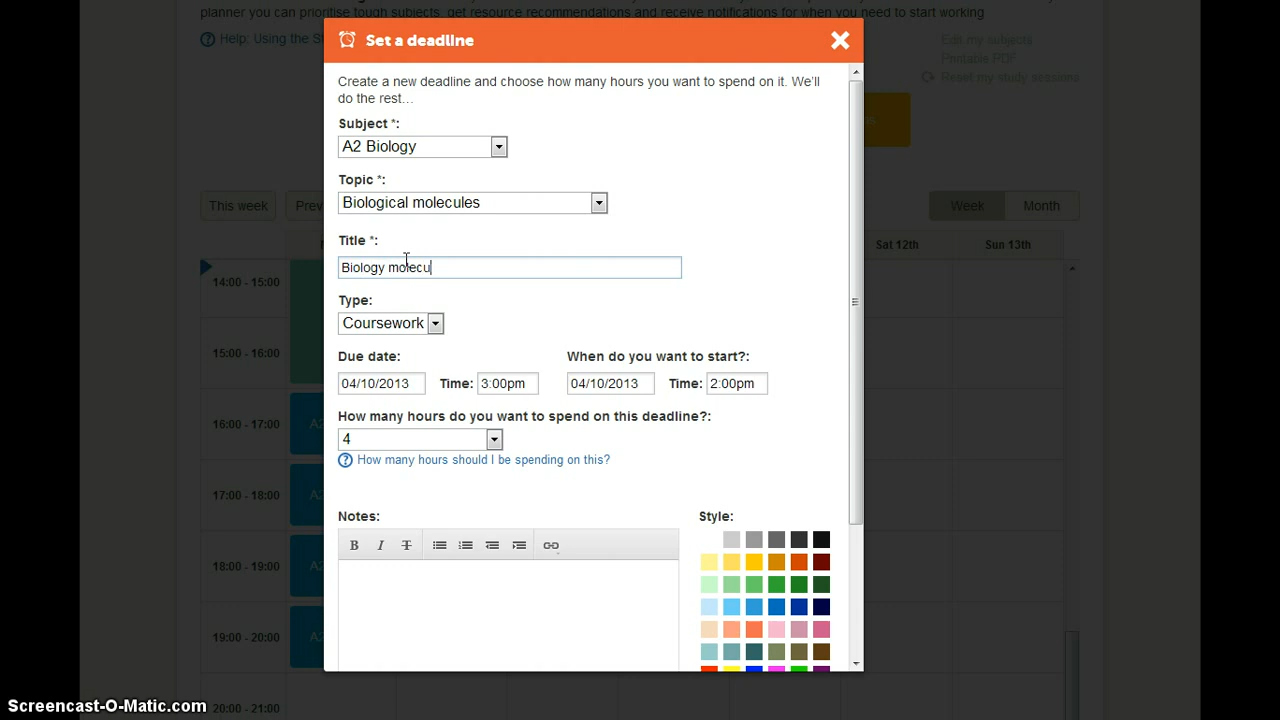 planner you can prioritise tough subjects, get resource recommendations and receive notifications for when you need to start working
Help: Using the St
Edit my subjects
Printable PDF
Reset my study sessions
Set a deadline
Create a new deadline and choose how many hours you want to spend on it. We'll
do the rest...
Subject *:
A2 Biology
Topic *:
Biological molecules
Title *:
Biology molecu
Type:
Coursework
Due date:
When do you want to start?:
04/10/2013 Time: 3:00pm 04/10/2013 Time: 2:00pm
How many hours do you want to spend on this deadline?:
4
How many hours should I be spending on this?
Notes:
Style:
B I T
This week Prev
Week Month
Sat 12th Sun 13th
14:00 - 15:00
15:00 - 16:00
16:00 - 17:00 A2
17:00 - 18:00 A2
18:00 - 19:00 A2
19:00 - 20:00 A2
20:00 - 21:00
Screencast-O-Matic.com